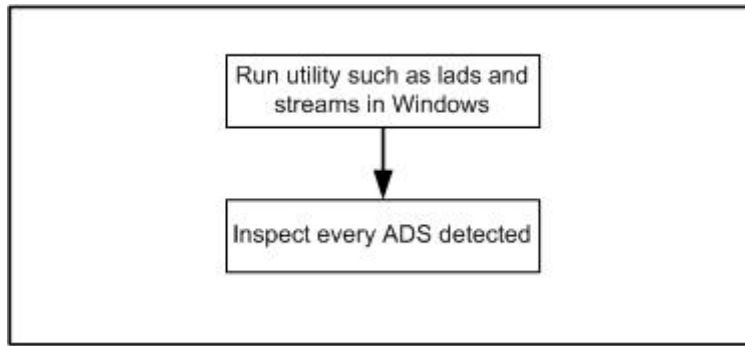 Run utility such as lads and
streams in Windows
Inspect every ADS detected